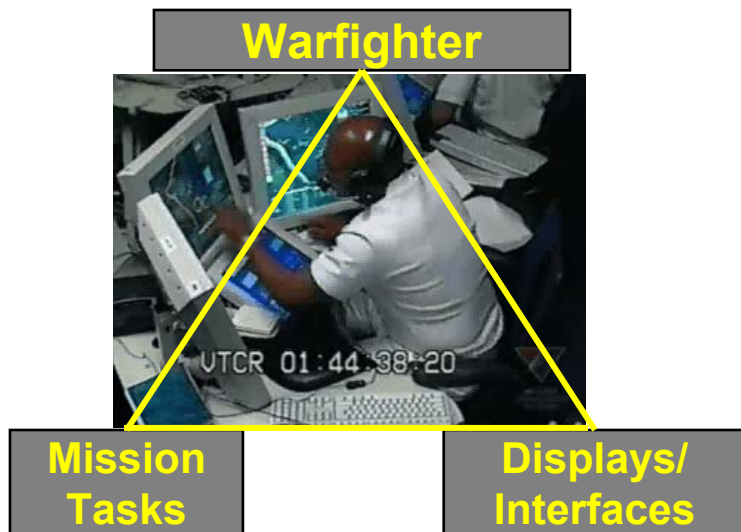 Warfighter
VTCR 01:44:38:20
Mission
Tasks
Displays/
Interfaces